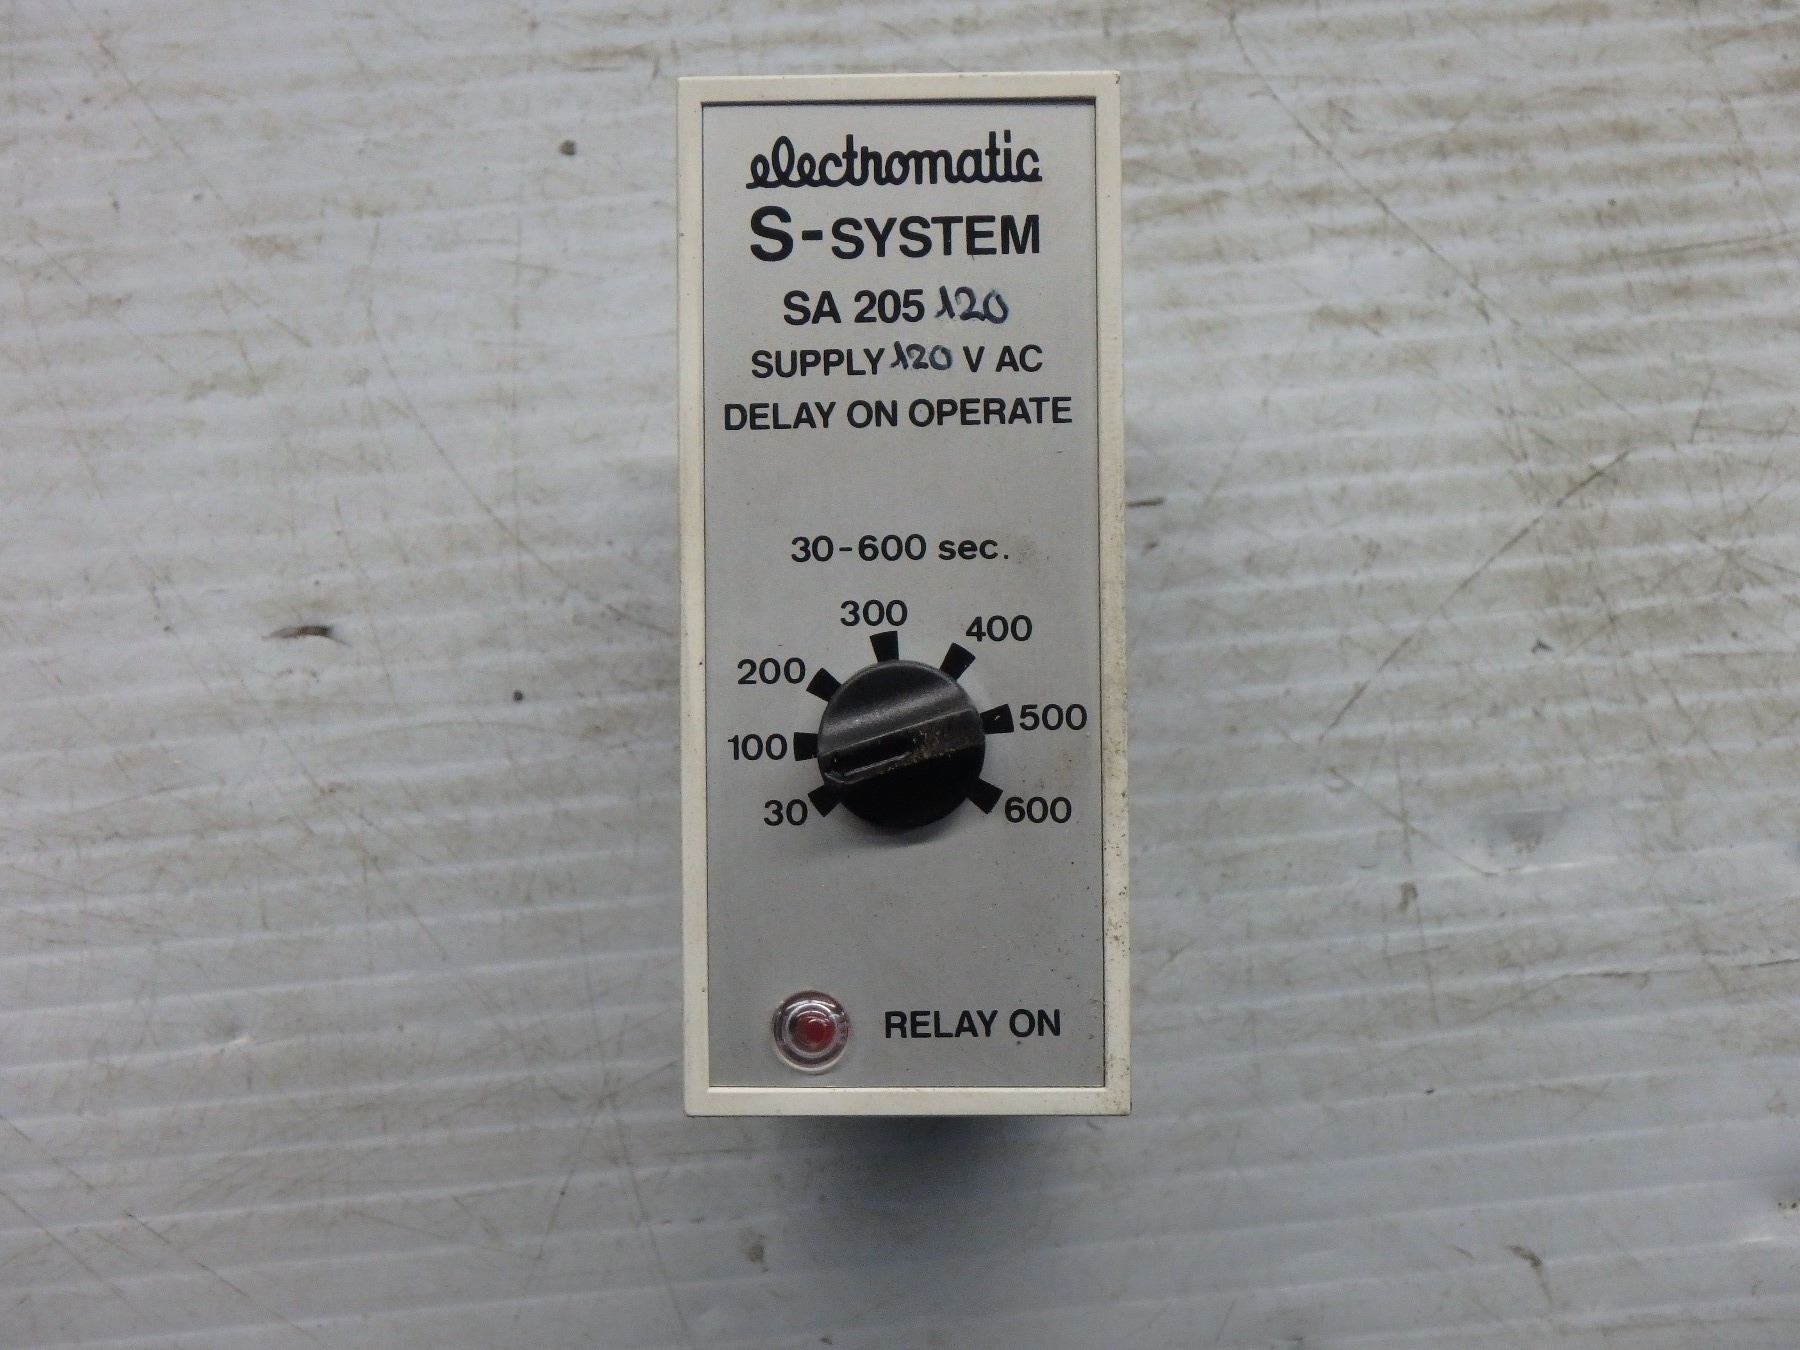 electromatic
S-SYSTEM
SA 205 120
SUPPLY 120 V AC
DELAY ON OPERATE
30-600 sec.
300
400
200
500
100
30
600
RELAY ON